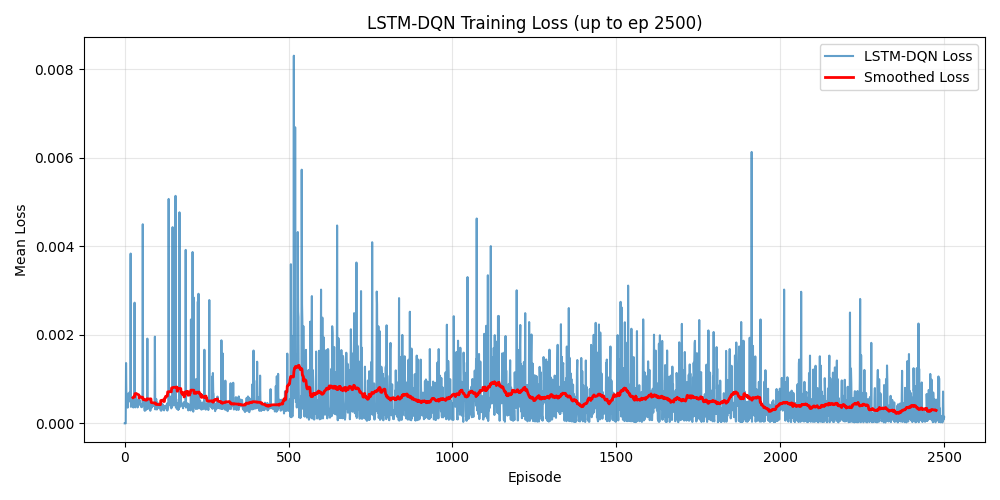 LSTM-DQN Training Loss (up to ep 2500)
LSTM-DQN Loss
Smoothed Loss
Mean Loss
0.008
0.006
0.004
0.002
0.000
0 500 1000 1500 2000 2500
Episode